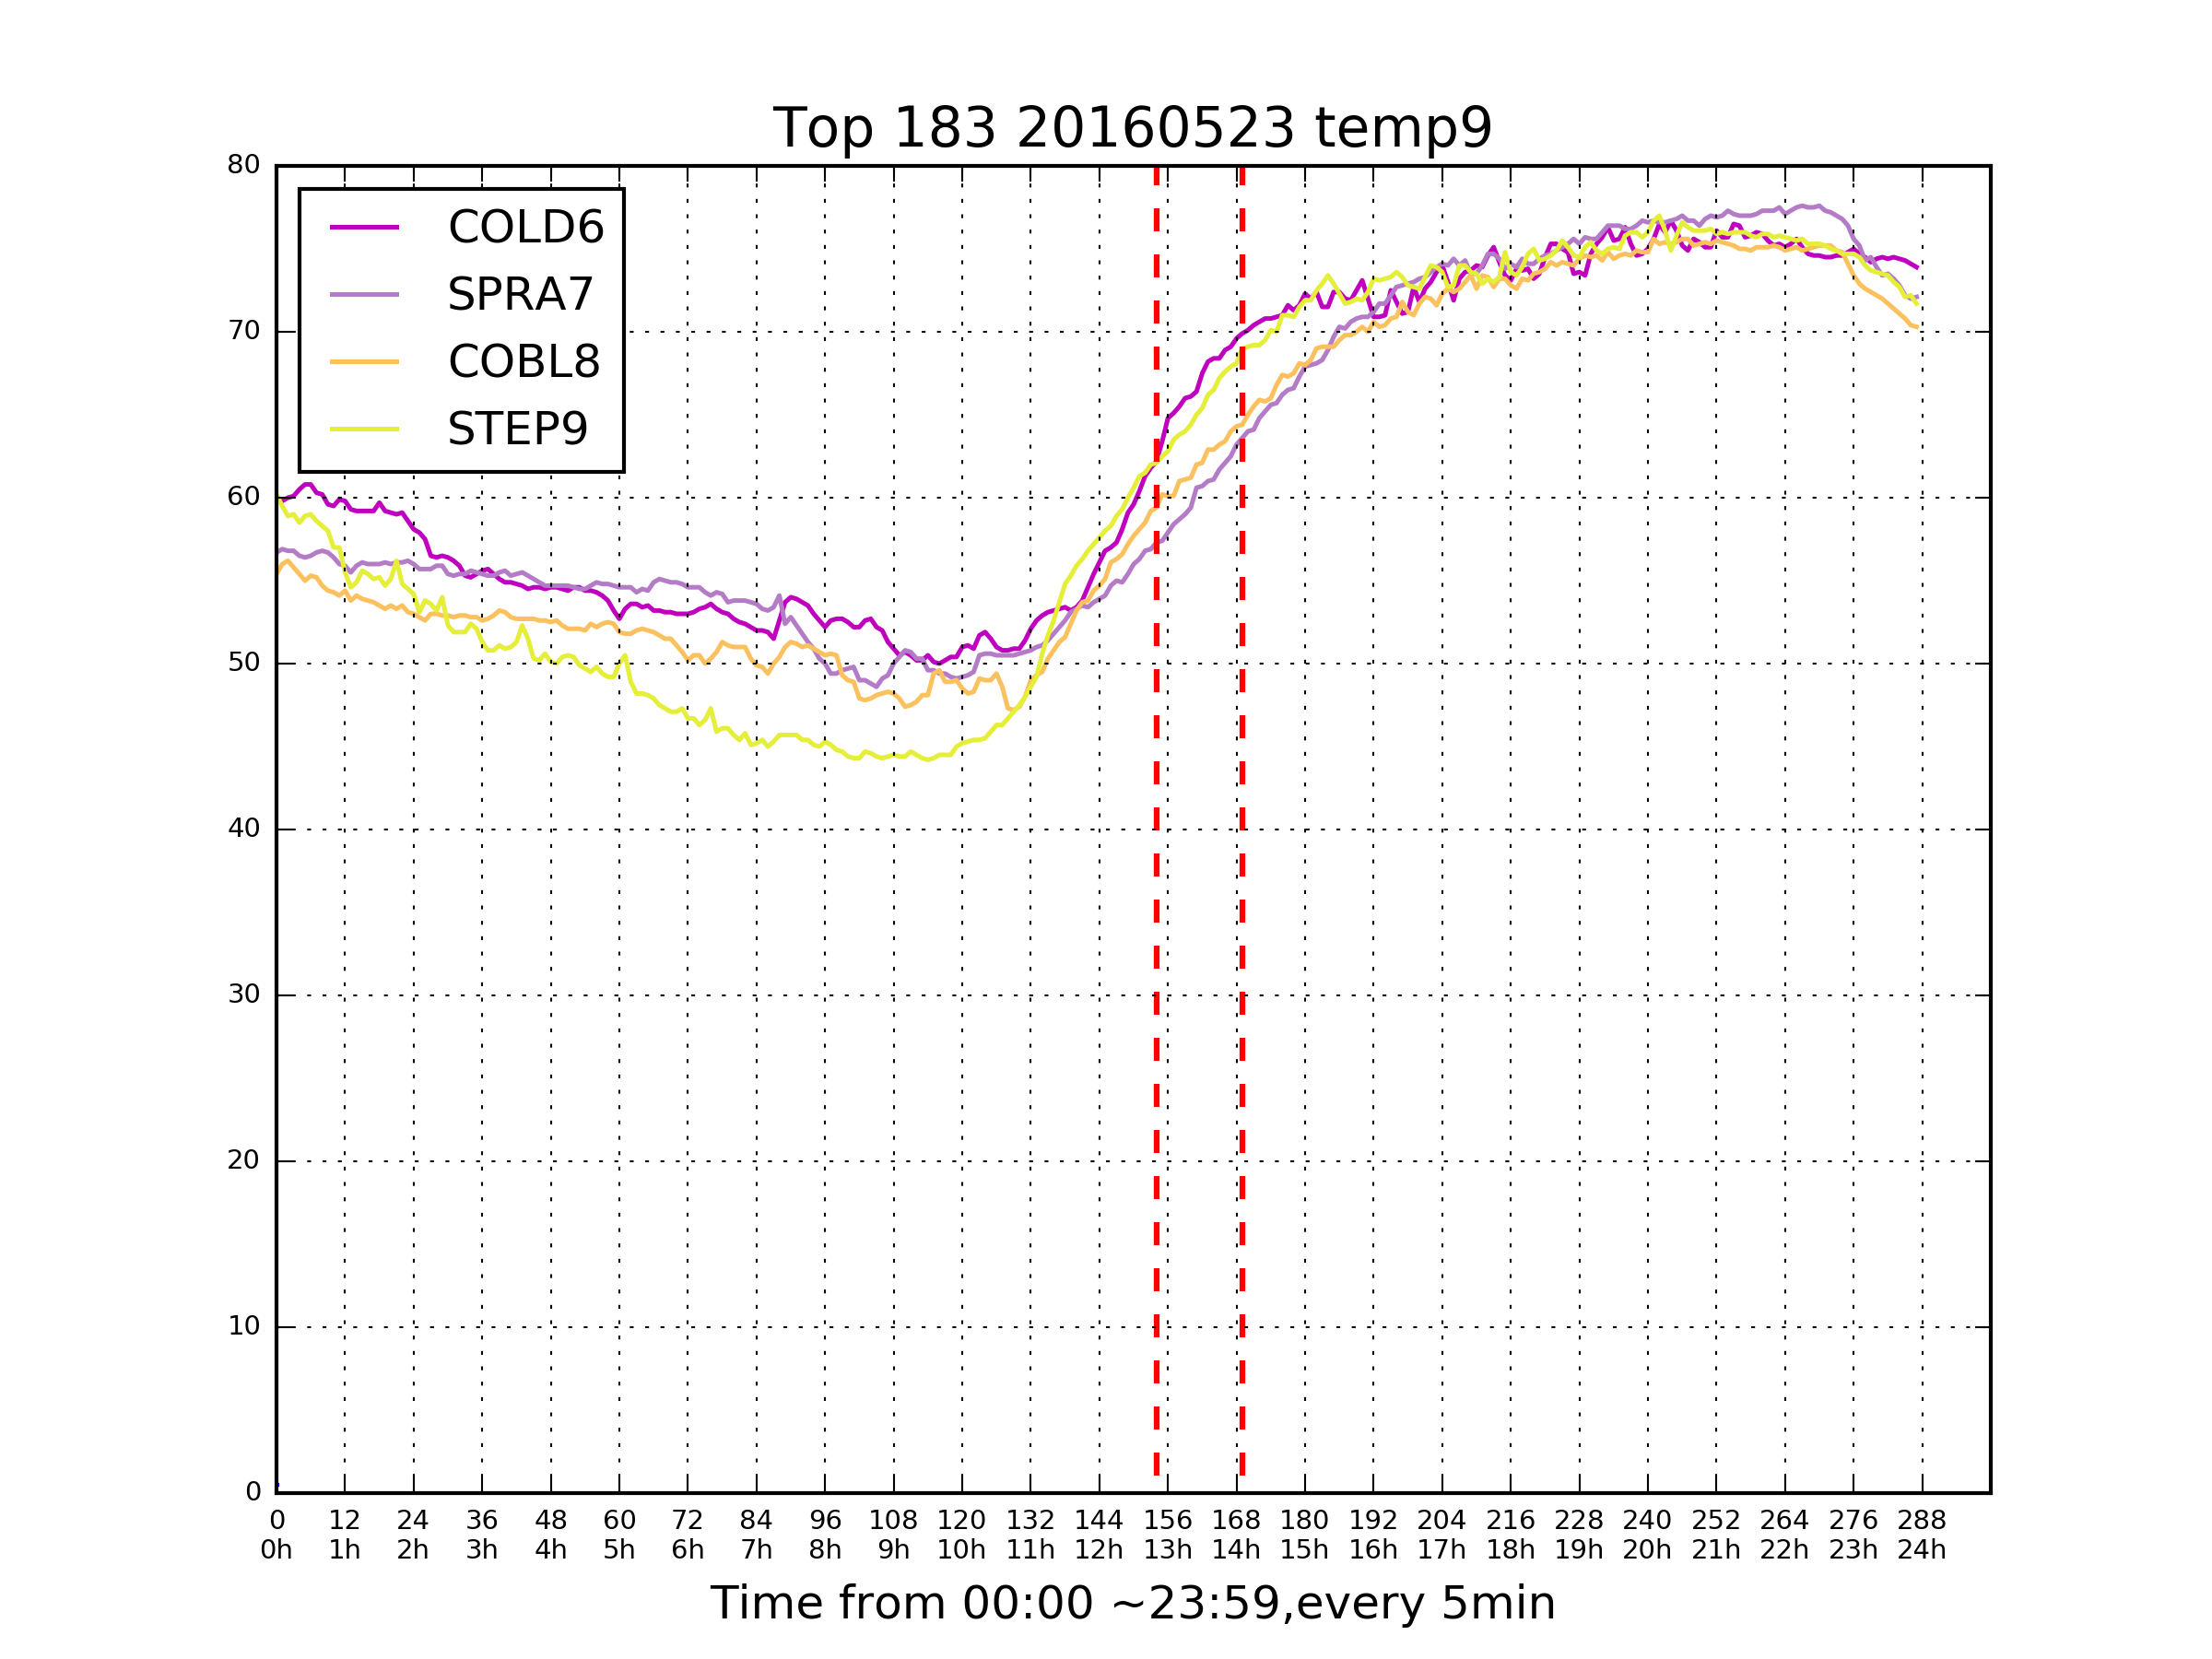 Top 183 20160523 temp9
80
70
60
50
40
30
20
10
0
COLD6
SPRA7
COBL8
STEP9
0 12 24 36 48 60 72 84 96 108 120 132 144 156 168 180 192 204 216 228 240 252 264 276 288
0h 1h 2h 3h 4h 5h 6h 7h 8h 9h 10h 11h 12h 13h 14h 15h 16h 17h 18h 19h 20h 21h 22h 23h 24h
Time from 00:00 ~23:59,every 5min